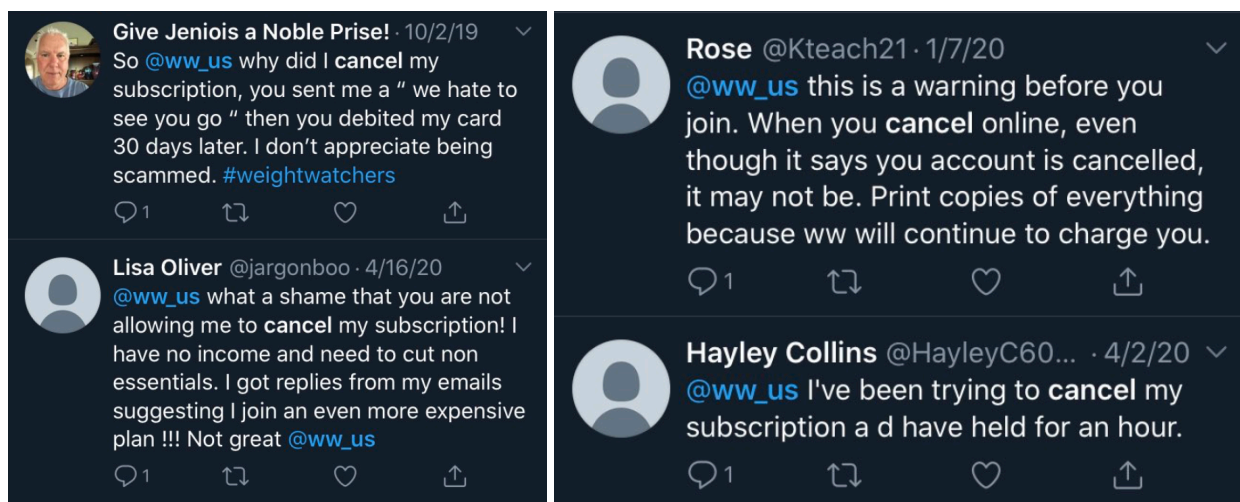 Give Jeniois a Noble Prise! · 10/2/19
So @ww_us why did I cancel my
subscription, you sent me a “ we hate to
see you go “ then you debited my card
30 days later. I don’t appreciate being
scammed. #weightwatchers
1
Lisa Oliver @jargonboo · 4/16/20
@ww_us what a shame that you are not
allowing me to cancel my subscription! I
have no income and need to cut non
essentials. I got replies from my emails
suggesting I join an even more expensive
plan !!! Not great @ww_us
1
Rose @Kteach21 · 1/7/20
@ww_us this is a warning before you
join. When you cancel online, even
though it says you account is cancelled,
it may not be. Print copies of everything
because ww will continue to charge you.
1
Hayley Collins @HayleyC60... · 4/2/20
@ww_us I've been trying to cancel my
subscription a d have held for an hour.
1